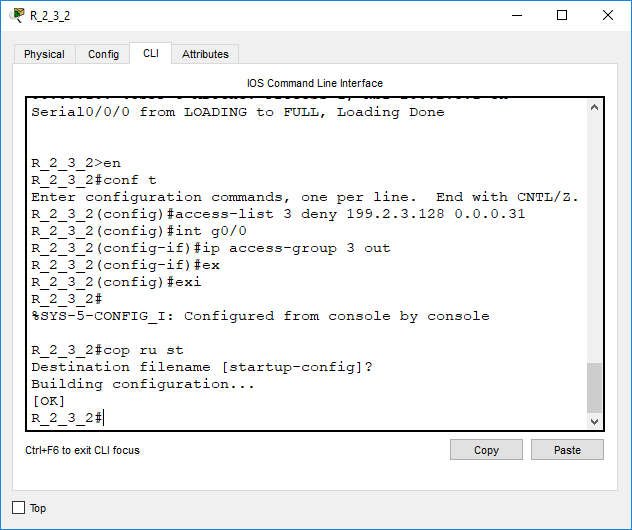 R_2_3_2
Physical Config CLI Attributes
IOS Command Line Interface
Serial0/0/0 from LOADING to FULL, Loading Done
R_2_3_2>en
R_2_3_2#conf t
Enter configuration commands, one per line.  End with CNTL/Z.
R_2_3_2(config)#access-list 3 deny 199.2.3.128 0.0.0.31
R_2_3_2(config)#int g0/0
R_2_3_2(config-if)#ip access-group 3 out
R_2_3_2(config-if)#ex
R_2_3_2(config)#exi
R_2_3_2#
%SYS-5-CONFIG_I: Configured from console by console
R_2_3_2#cop ru st
Destination filename [startup-config]?
Building configuration...
[OK]
R_2_3_2#
Ctrl+F6 to exit CLI focus
Copy Paste
Top